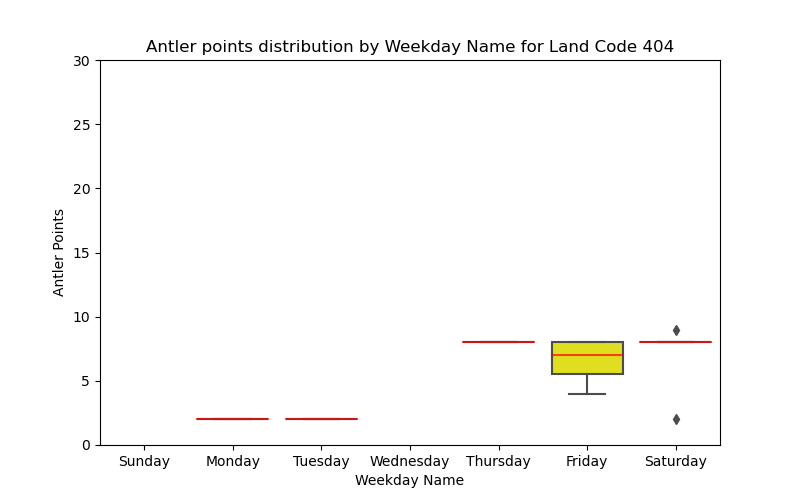 Antler points distribution by Weekday Name for Land Code 404
30
25
20
15
10
5
0
Antler Points
Sunday Monday Tuesday Wednesday Thursday Friday Saturday
Weekday Name